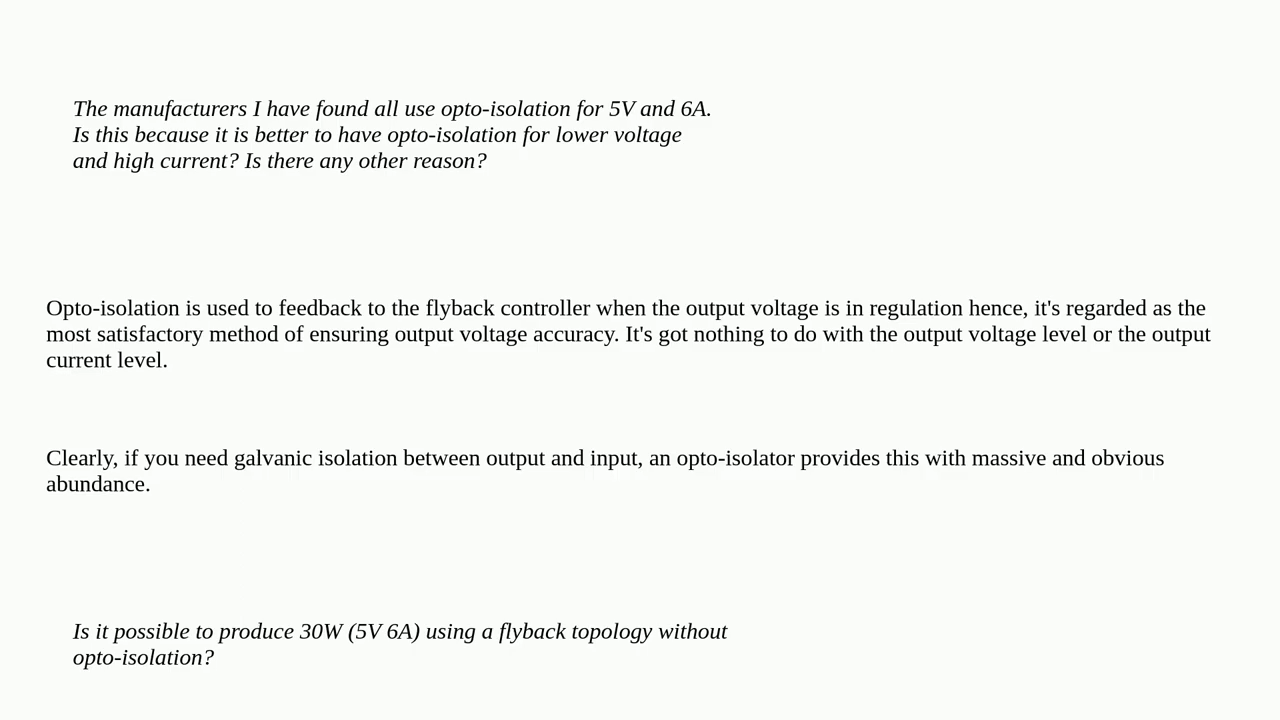 The manufacturers I have found all use opto-isolation for 5V and 6A.
Is this because it is better to have opto-isolation for lower voltage
and high current? Is there any other reason?
Opto-isolation is used to feedback to the flyback controller when the output voltage is in regulation hence, it's regarded as the
most satisfactory method of ensuring output voltage accuracy. It's got nothing to do with the output voltage level or the output
current level.
Clearly, if you need galvanic isolation between output and input, an opto-isolator provides this with massive and obvious
abundance.
Is it possible to produce 30W (5V 6A) using a flyback topology without
opto-isolation?